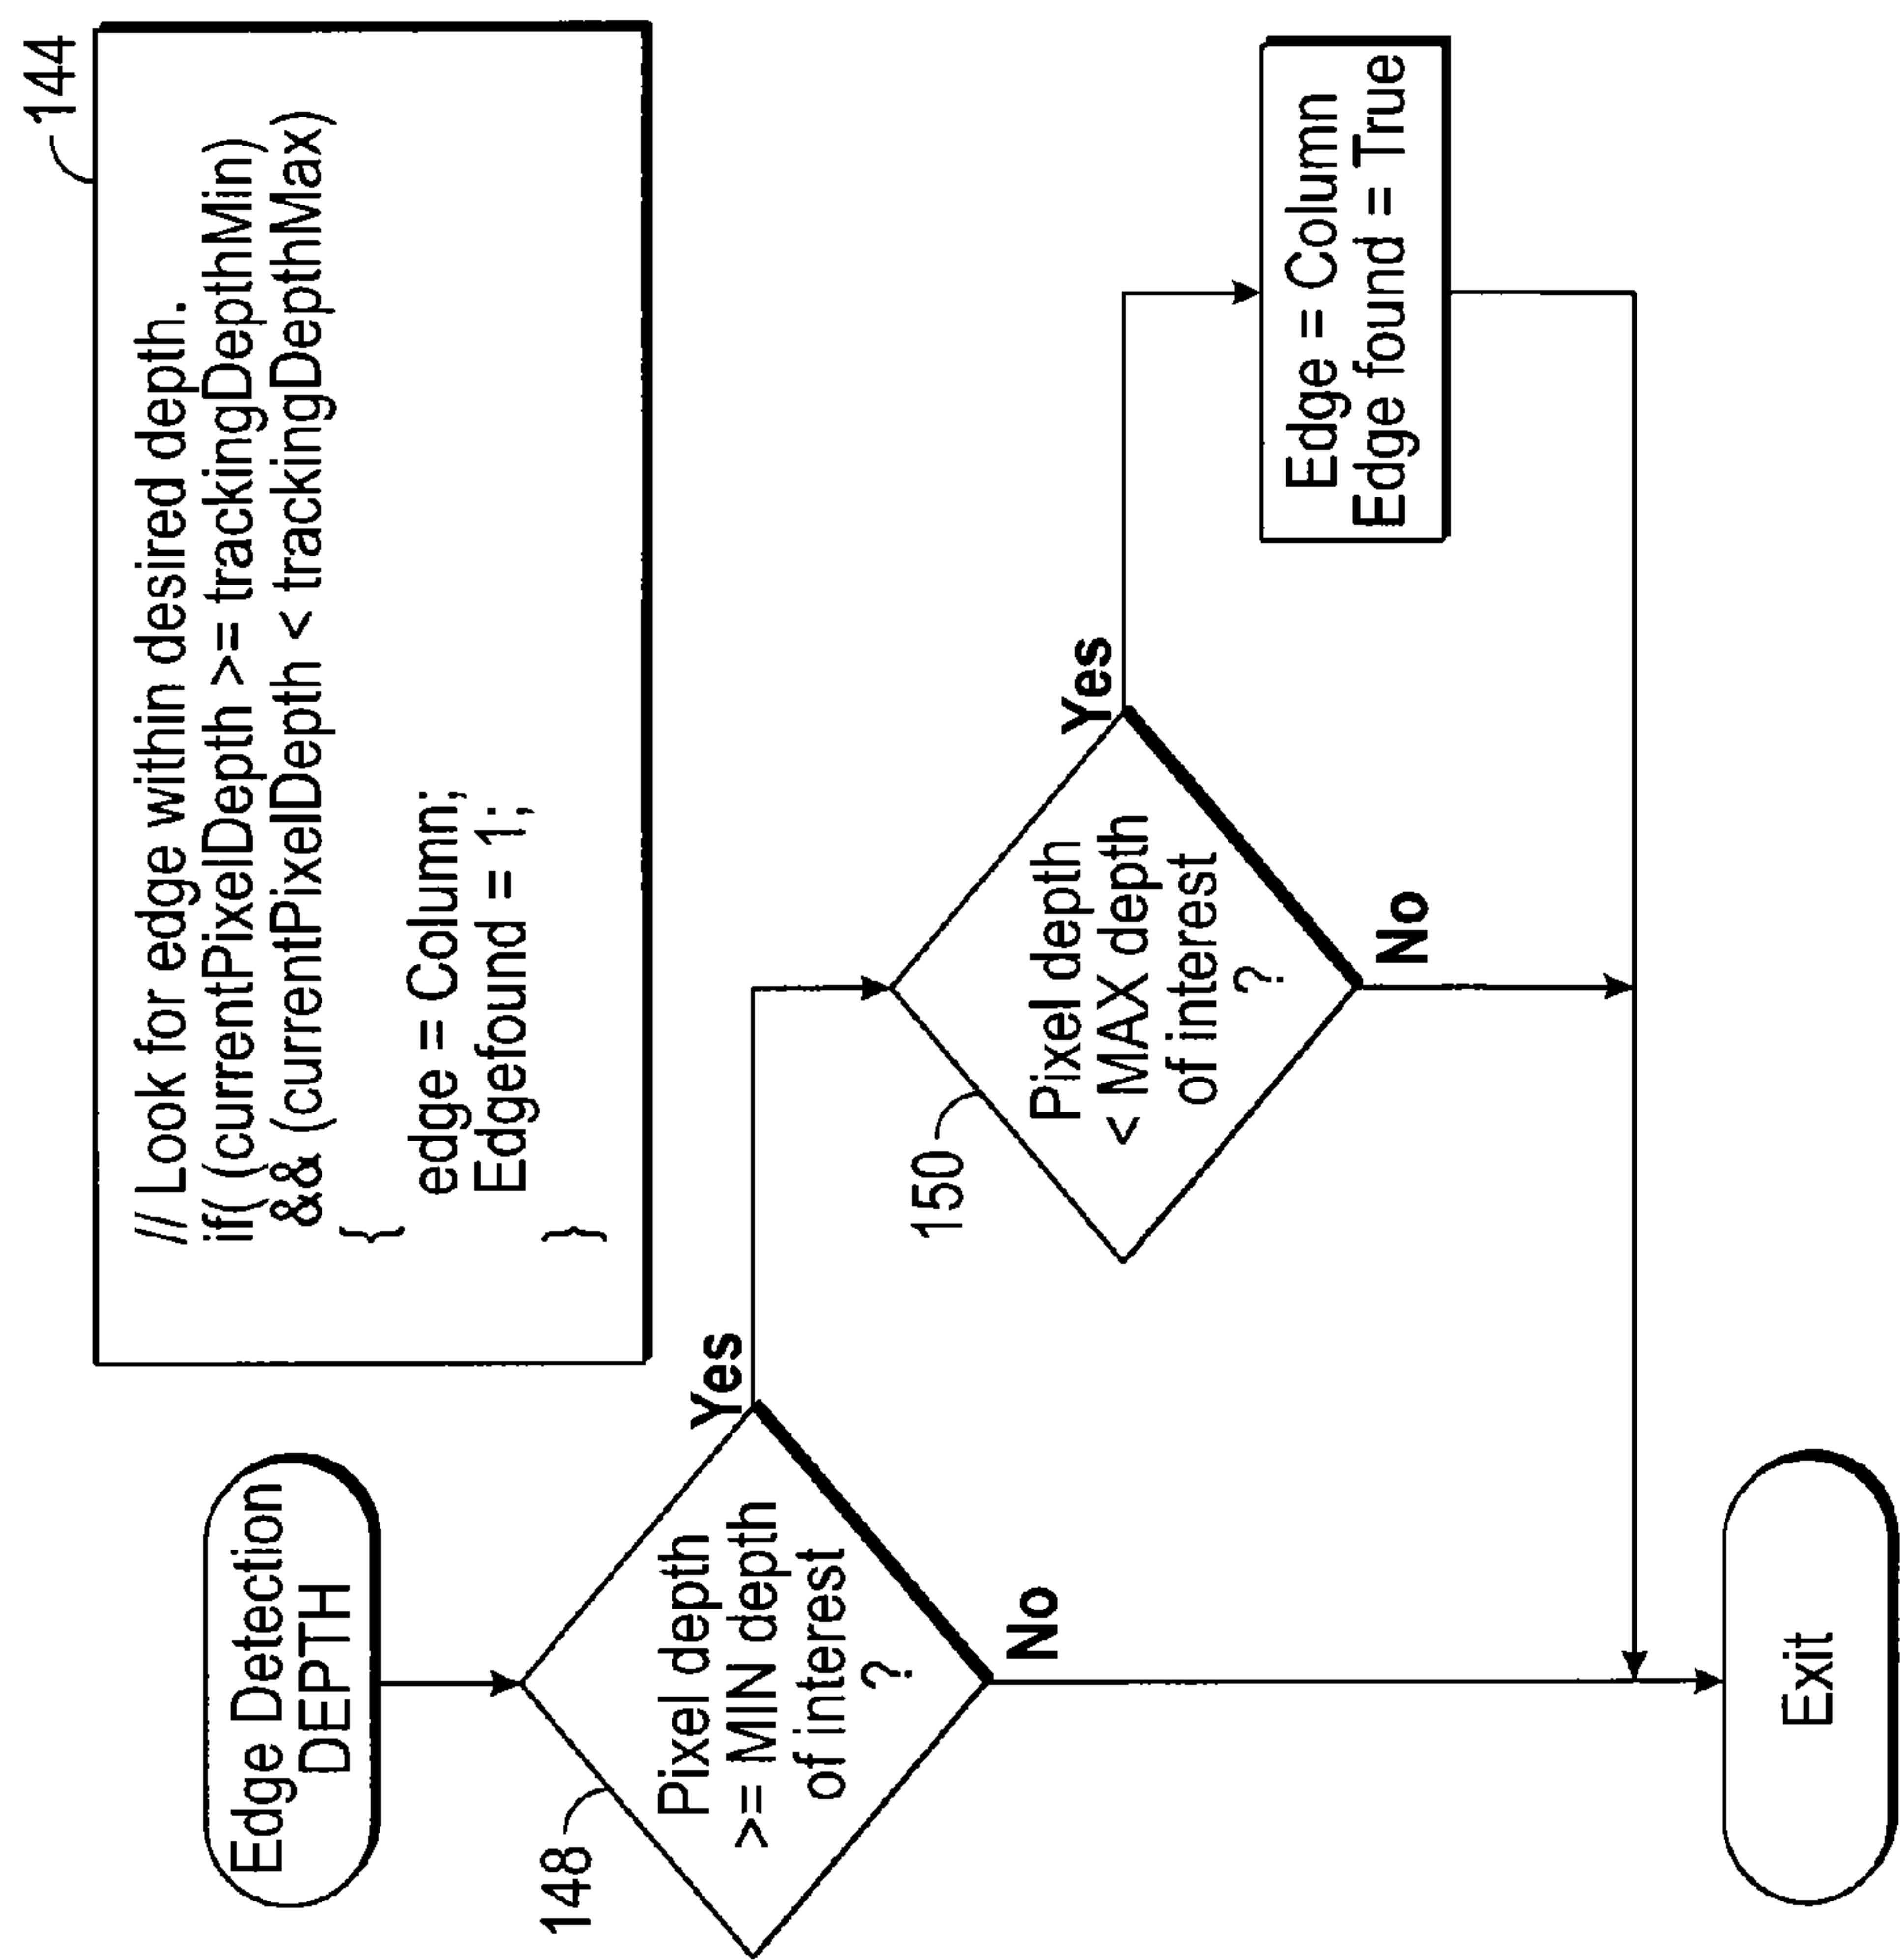 144
// Look for edge within desired depth.
if( (currentPixelDepth >= trackingDepthMin)
&& (currentPixelDepth < trackingDepthMax)
{
edge = Column;
Edgefound = 1;
}
Edge Detection
DEPTH
148
Pixel depth
>= MIN depth
of interest
?
Yes
No
150
Pixel depth
< MAX depth
of interest
?
Yes
No
Edge = Column
Edge found = True
Exit